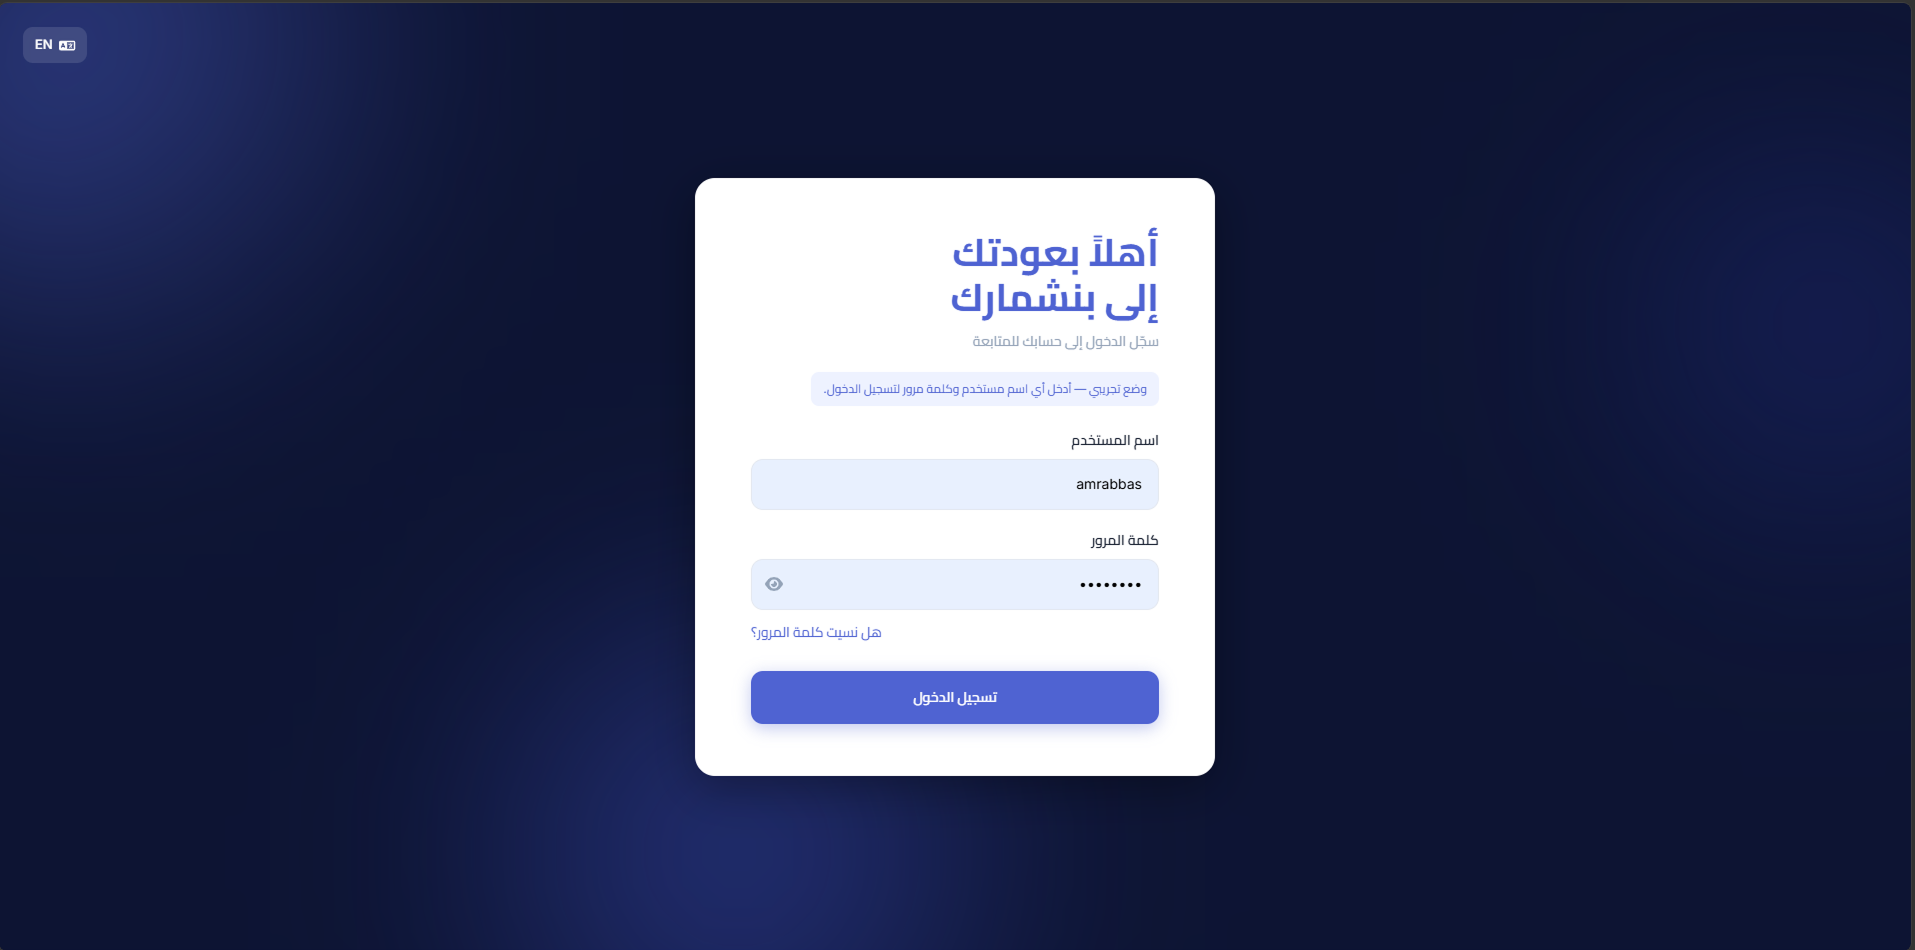 EN
أهلاً بعودتك
إلى بنشمارك
سجّل الدخول إلى حسابك للمتابعة
وضع تجريبي — أدخل أي اسم مستخدم وكلمة مرور لتسجيل الدخول.
اسم المستخدم
amrabbas
كلمة المرور
••••••••
هل نسيت كلمة المرور؟
تسجيل الدخول